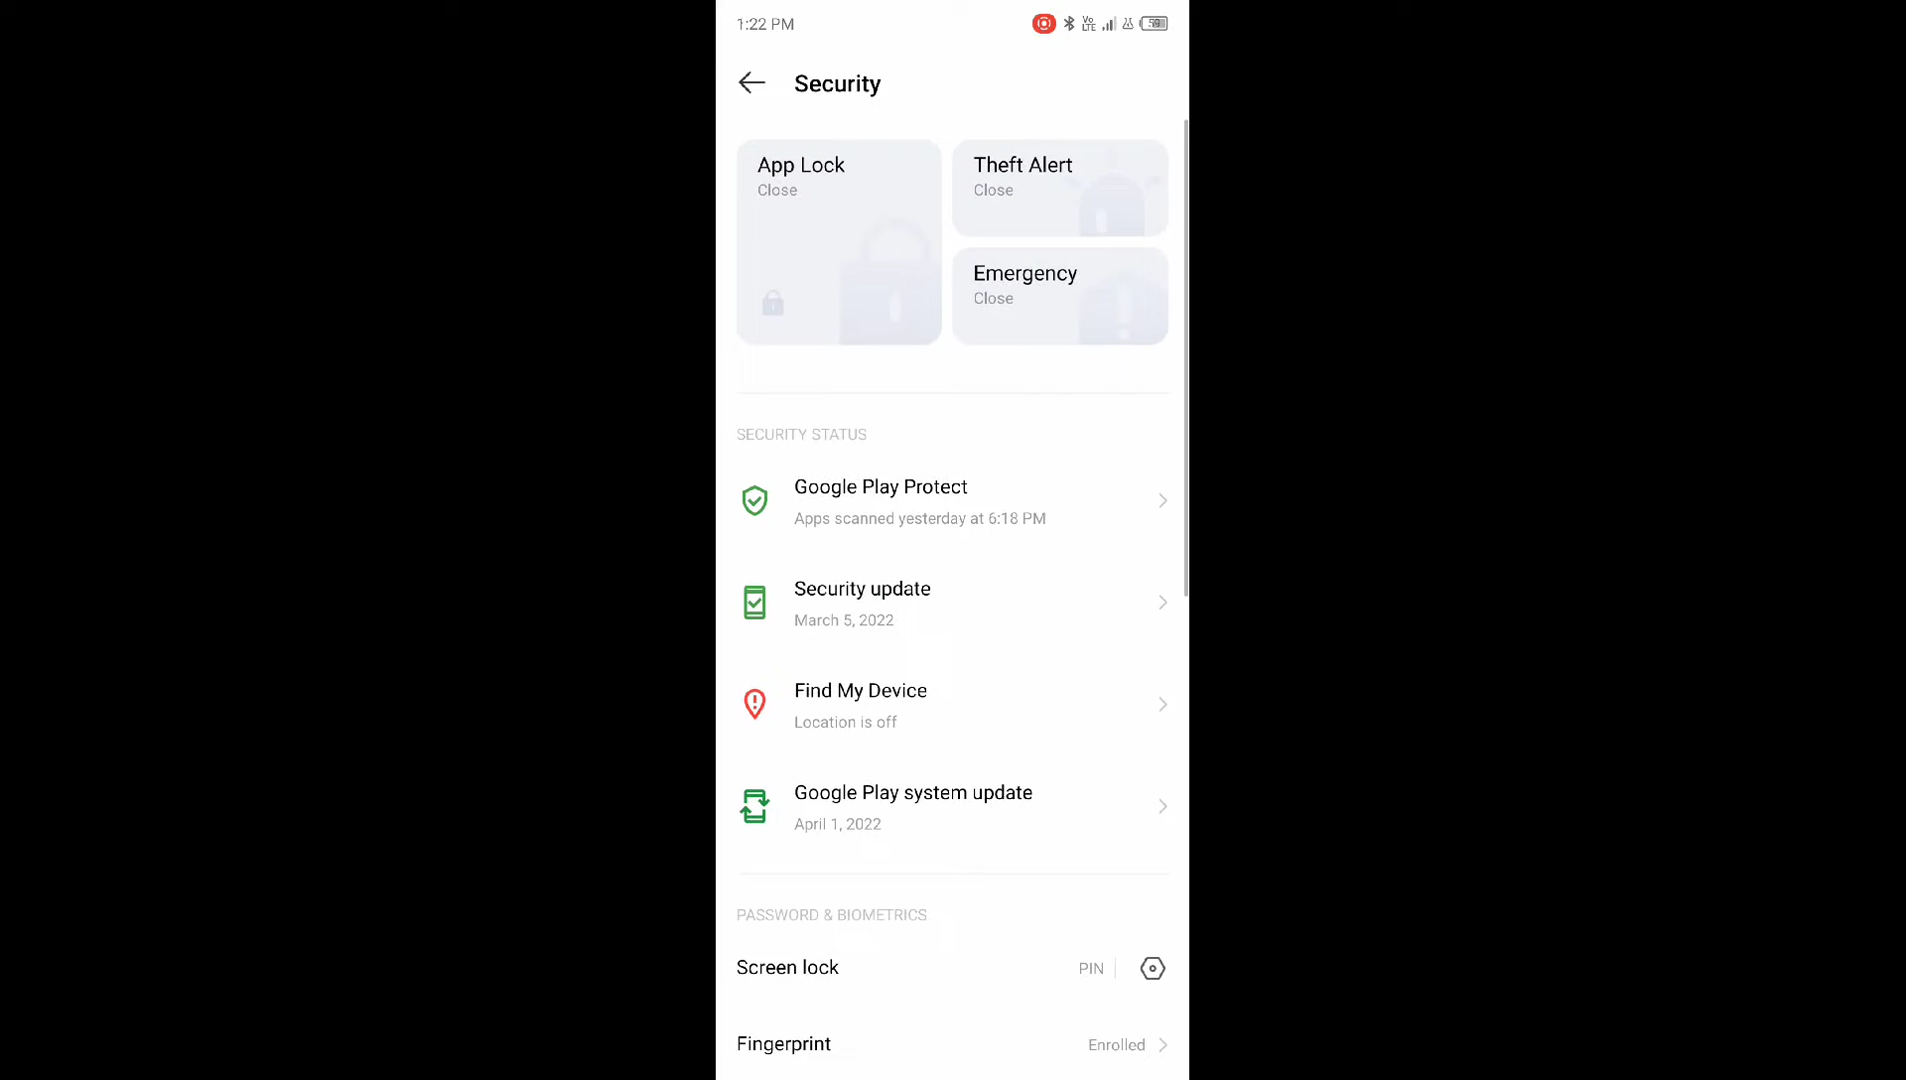 1:22 PM
Vo
LTE
Security
App Lock
Close
Theft Alert
Close
Emergency
Close
SECURITY STATUS
Google Play Protect
Apps scanned yesterday at 6:18 PM
Security update
March 5, 2022
Find My Device
Location is off
Google Play system update
April 1, 2022
PASSWORD & BIOMETRICS
Screen lock
PIN
Fingerprint
Enrolled